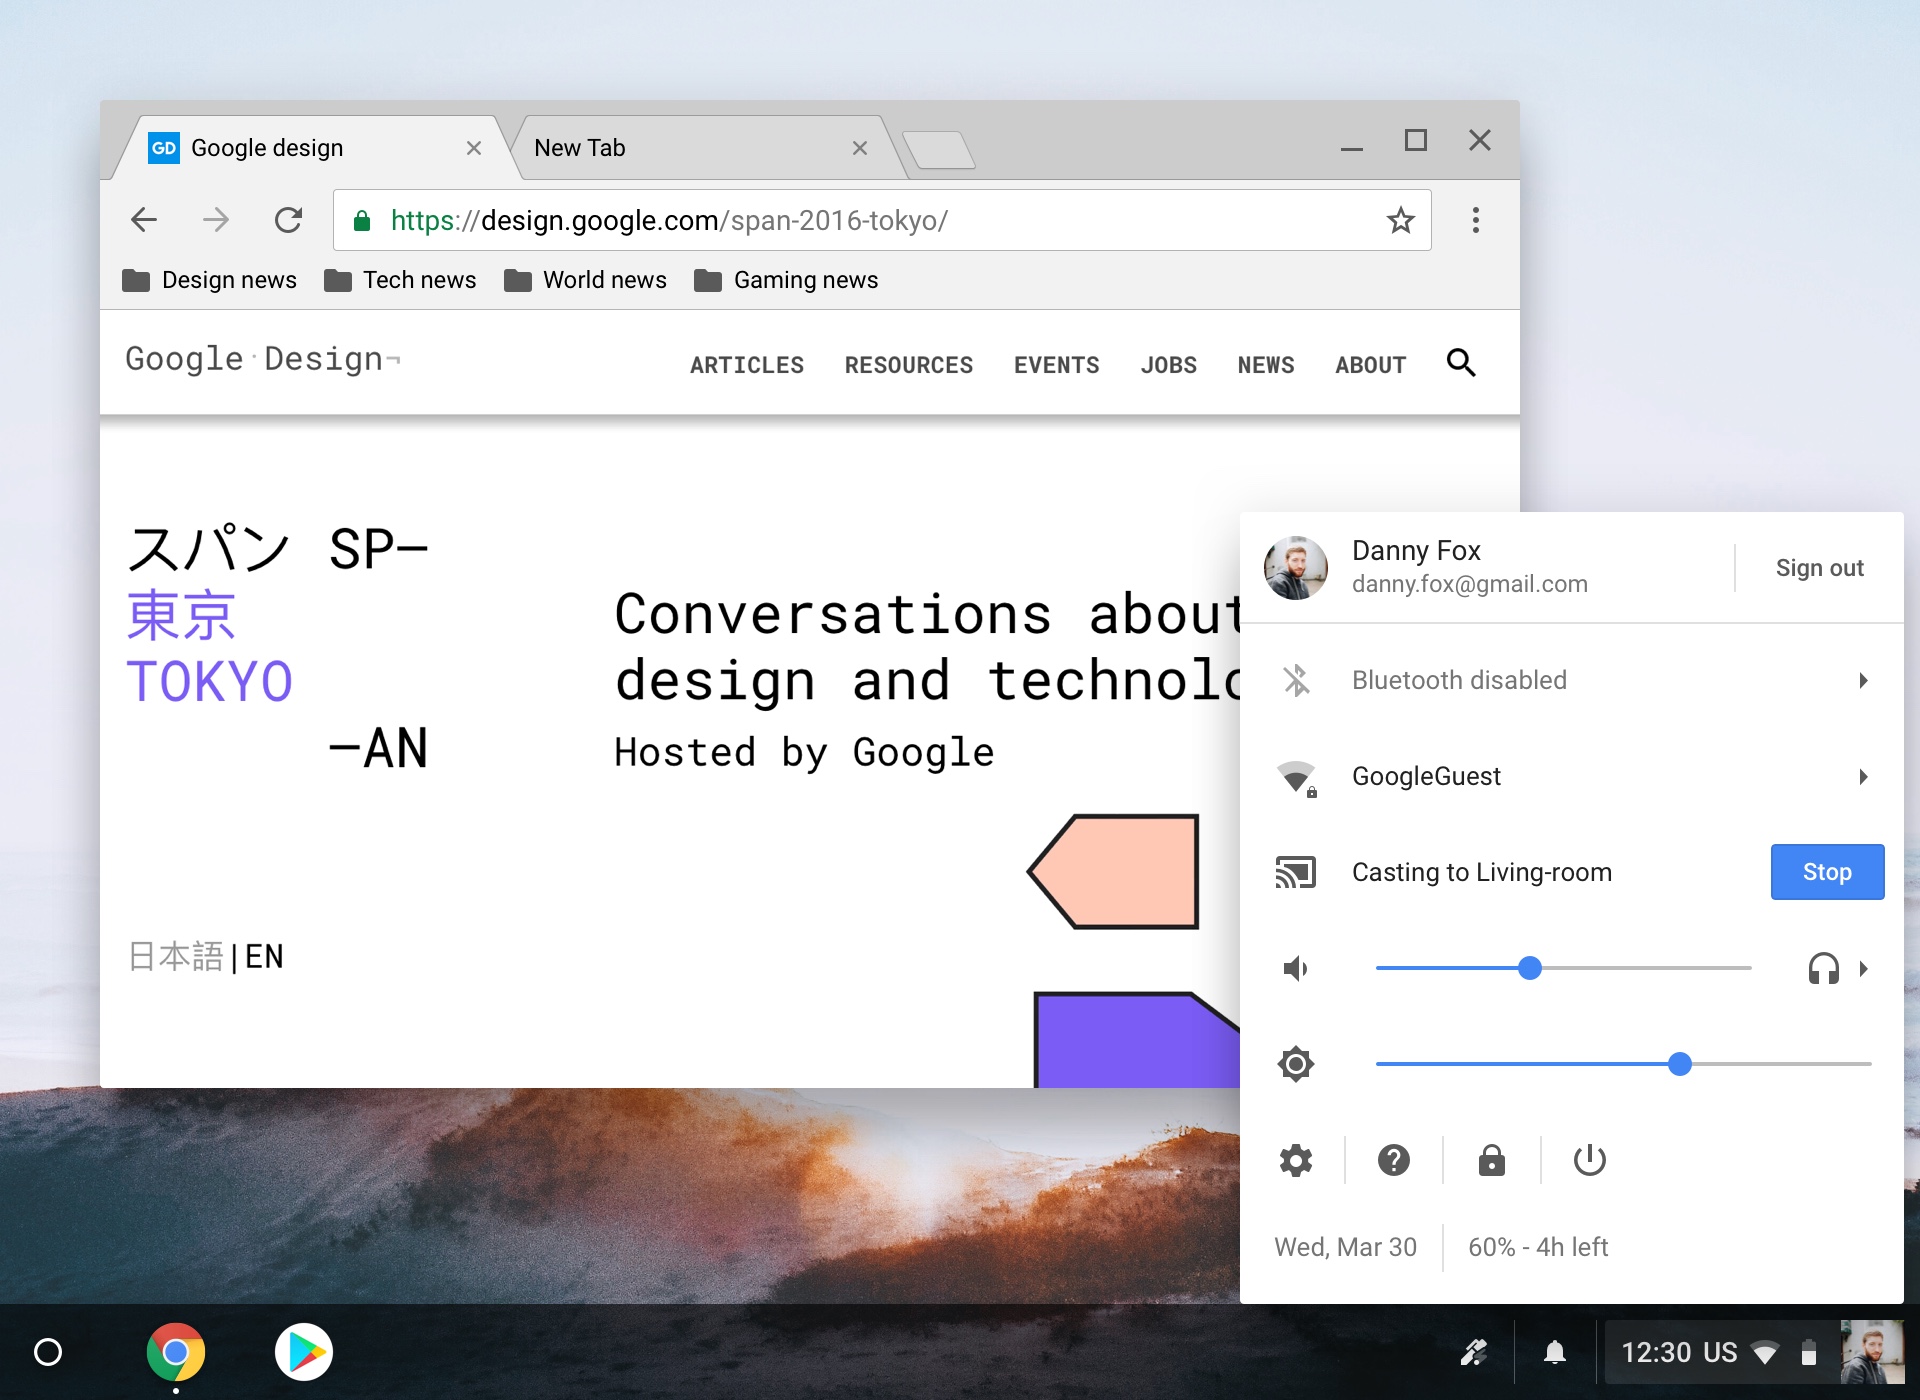 GD Google design
New Tab
https://design.google.com/span-2016-tokyo/
Design news
Tech news
World news
Gaming news
Google·Design¬
ARTICLES
RESOURCES
EVENTS
JOBS
NEWS
ABOUT
スパン SP—
東京
TOKYO
—AN
Conversations about
design and technolo
Hosted by Google
日本語|EN
Danny Fox
danny.fox@gmail.com
Sign out
Bluetooth disabled
GoogleGuest
Casting to Living-room
Stop
Wed, Mar 30
60% - 4h left
12:30 US